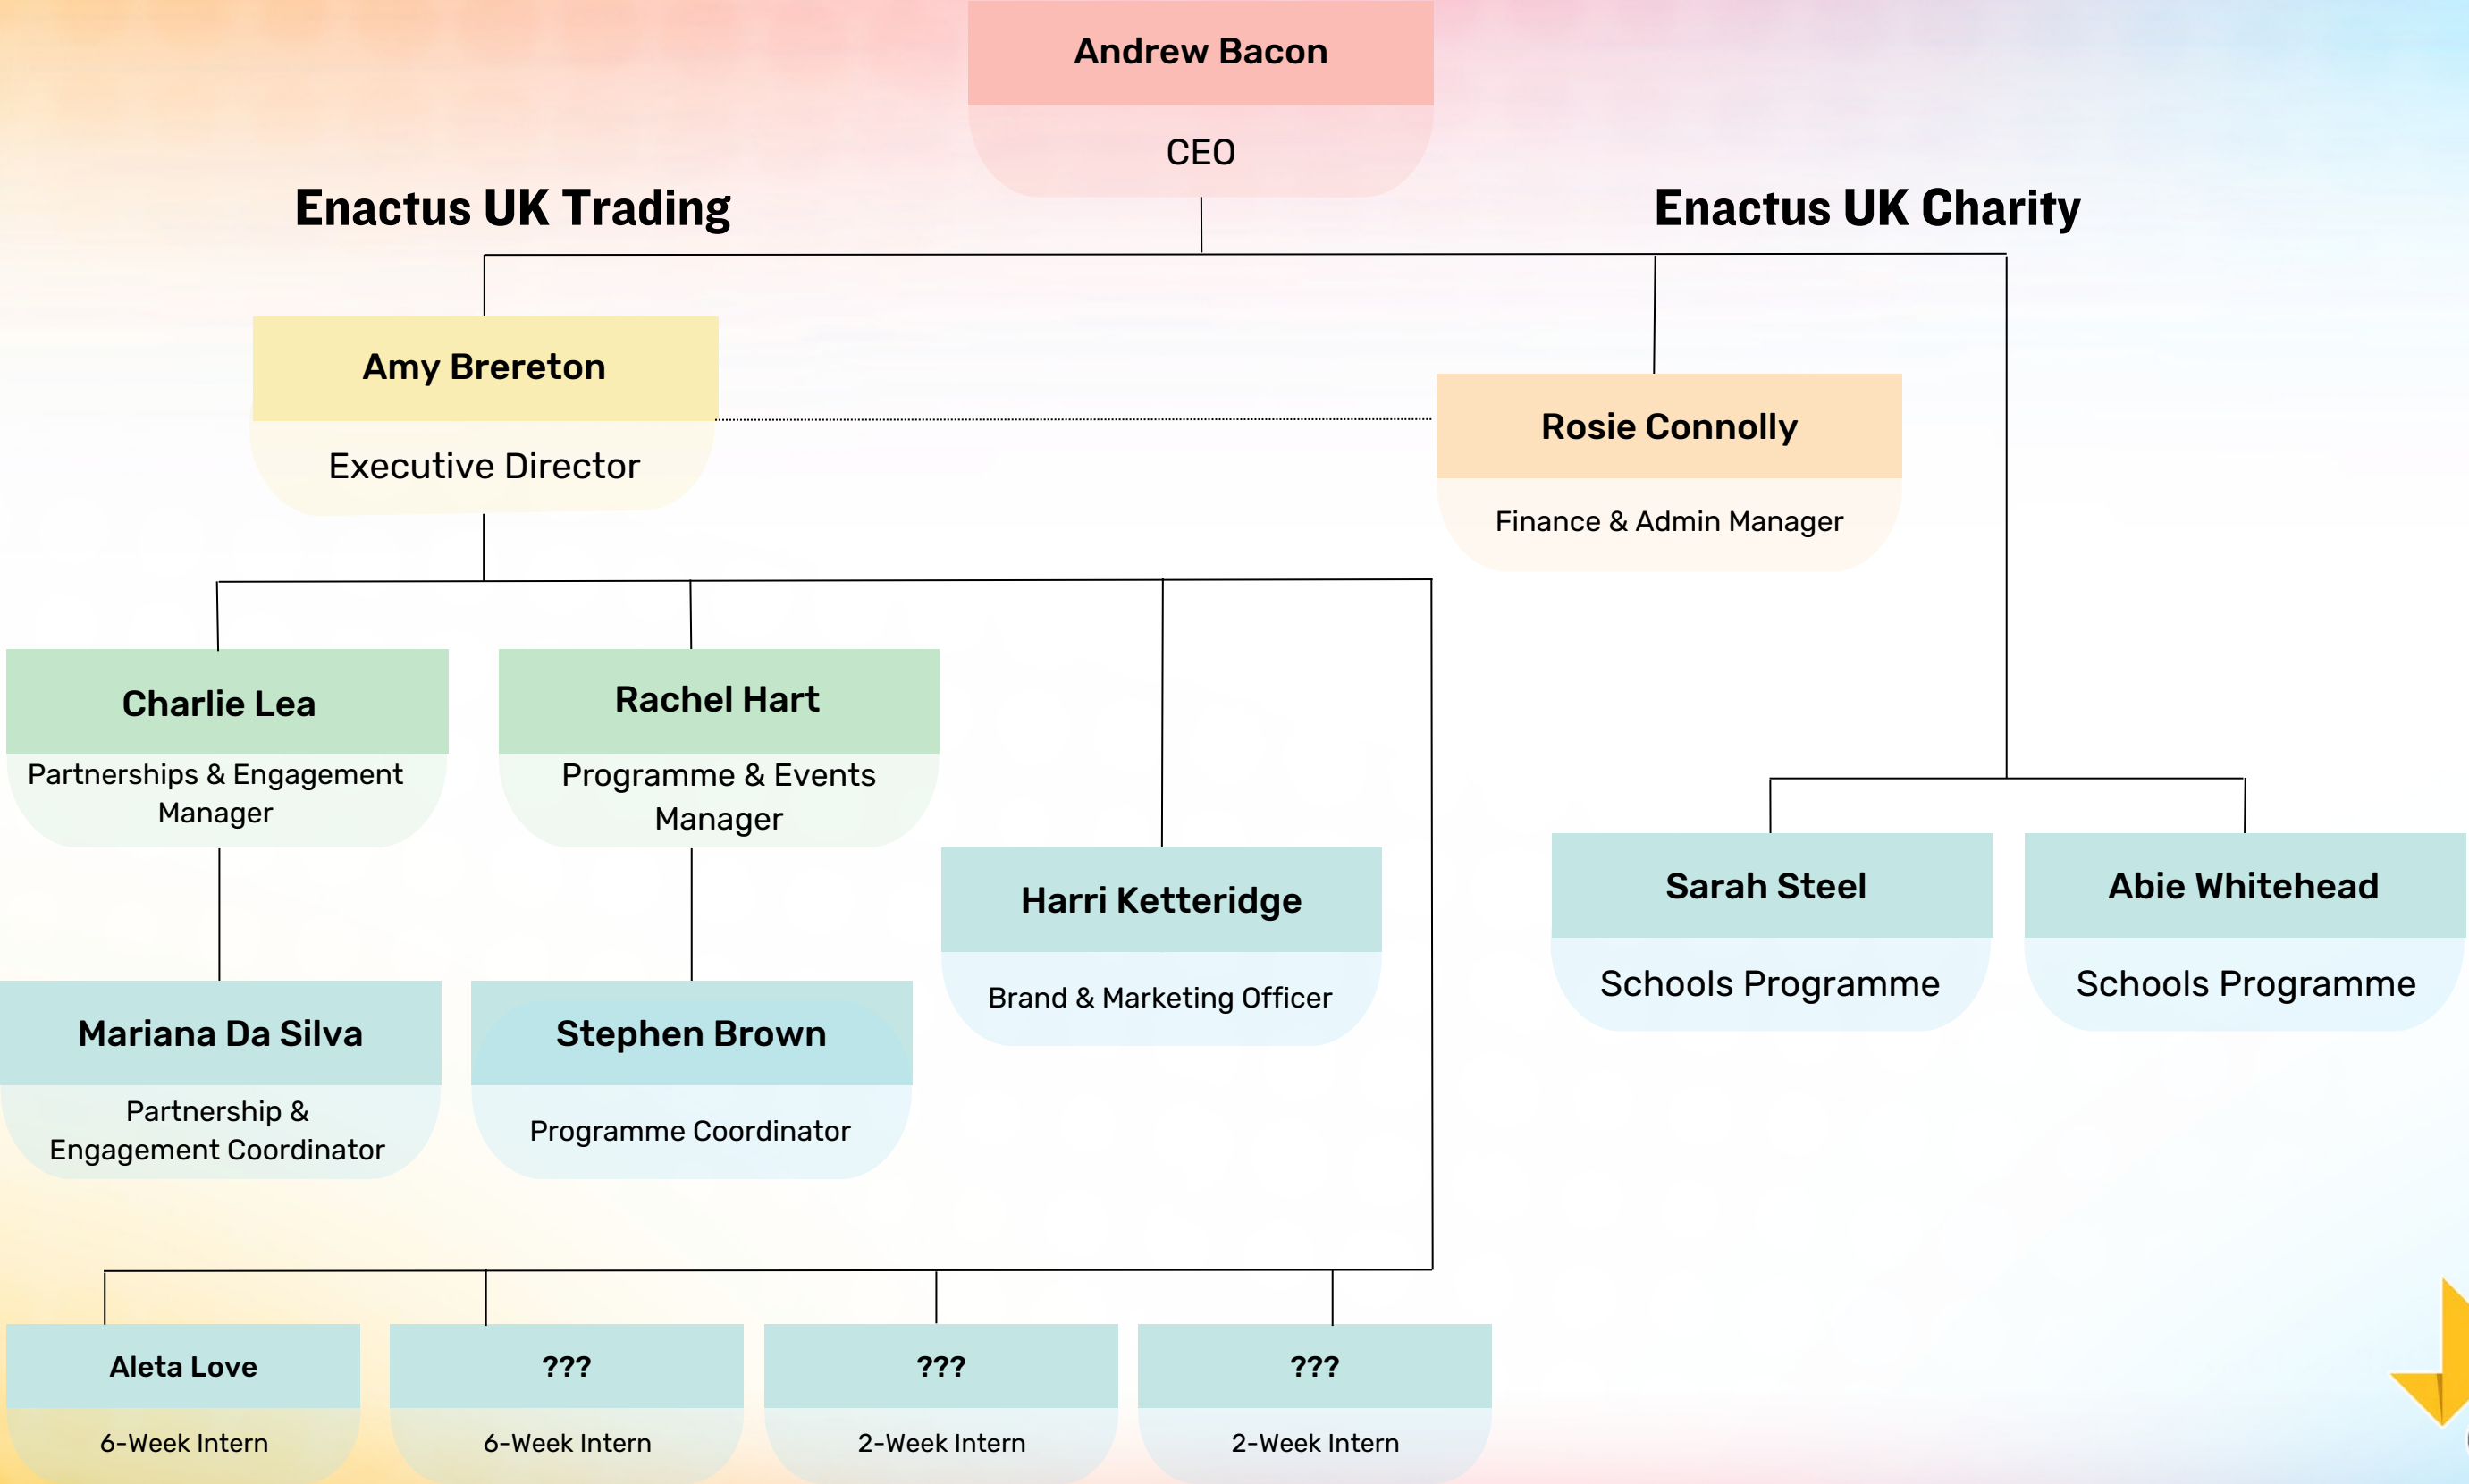 Andrew Bacon
CEO
Enactus UK Trading
Enactus UK Charity
Amy Brereton
Executive Director
Rosie Connolly
Finance & Admin Manager
Charlie Lea
Partnerships & Engagement
Manager
Rachel Hart
Programme & Events
Manager
Harri Ketteridge
Brand & Marketing Officer
Sarah Steel
Schools Programme
Abie Whitehead
Schools Programme
Mariana Da Silva
Partnership &
Engagement Coordinator
Stephen Brown
Programme Coordinator
Aleta Love
6-Week Intern
???
6-Week Intern
???
2-Week Intern
???
2-Week Intern